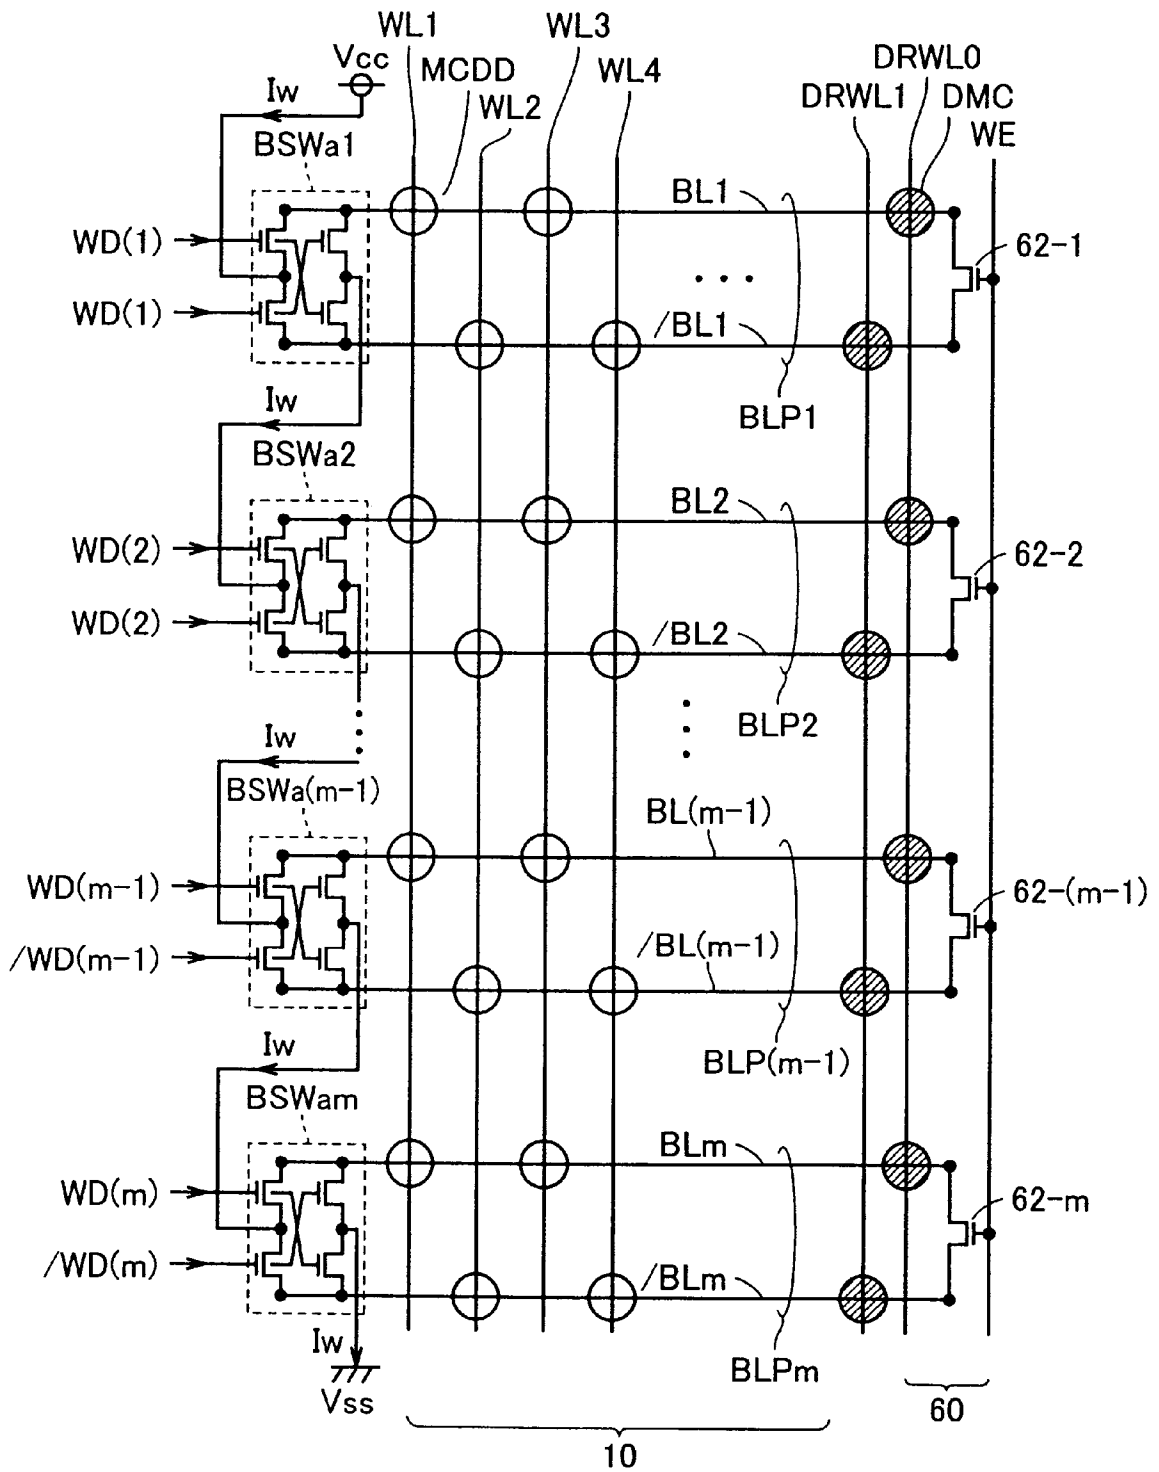 WL1
WL3
DRWL0
Vcc
MCDD
WL4
DRWL1
DMC
Iw
WL2
WE
BSWa1
BL1
WD(1)
62-1
. . .
WD(1)
/BL1
Iw
BLP1
BSWa2
BL2
WD(2)
62-2
WD(2)
/BL2
BLP2
Iw
BSWa(m-1)
BL(m-1)
WD(m-1)
62-(m-1)
/WD(m-1)
/BL(m-1)
Iw
BLP(m-1)
BSWam
BLm
WD(m)
62-m
/WD(m)
/BLm
Iw
BLPm
Vss
60
10